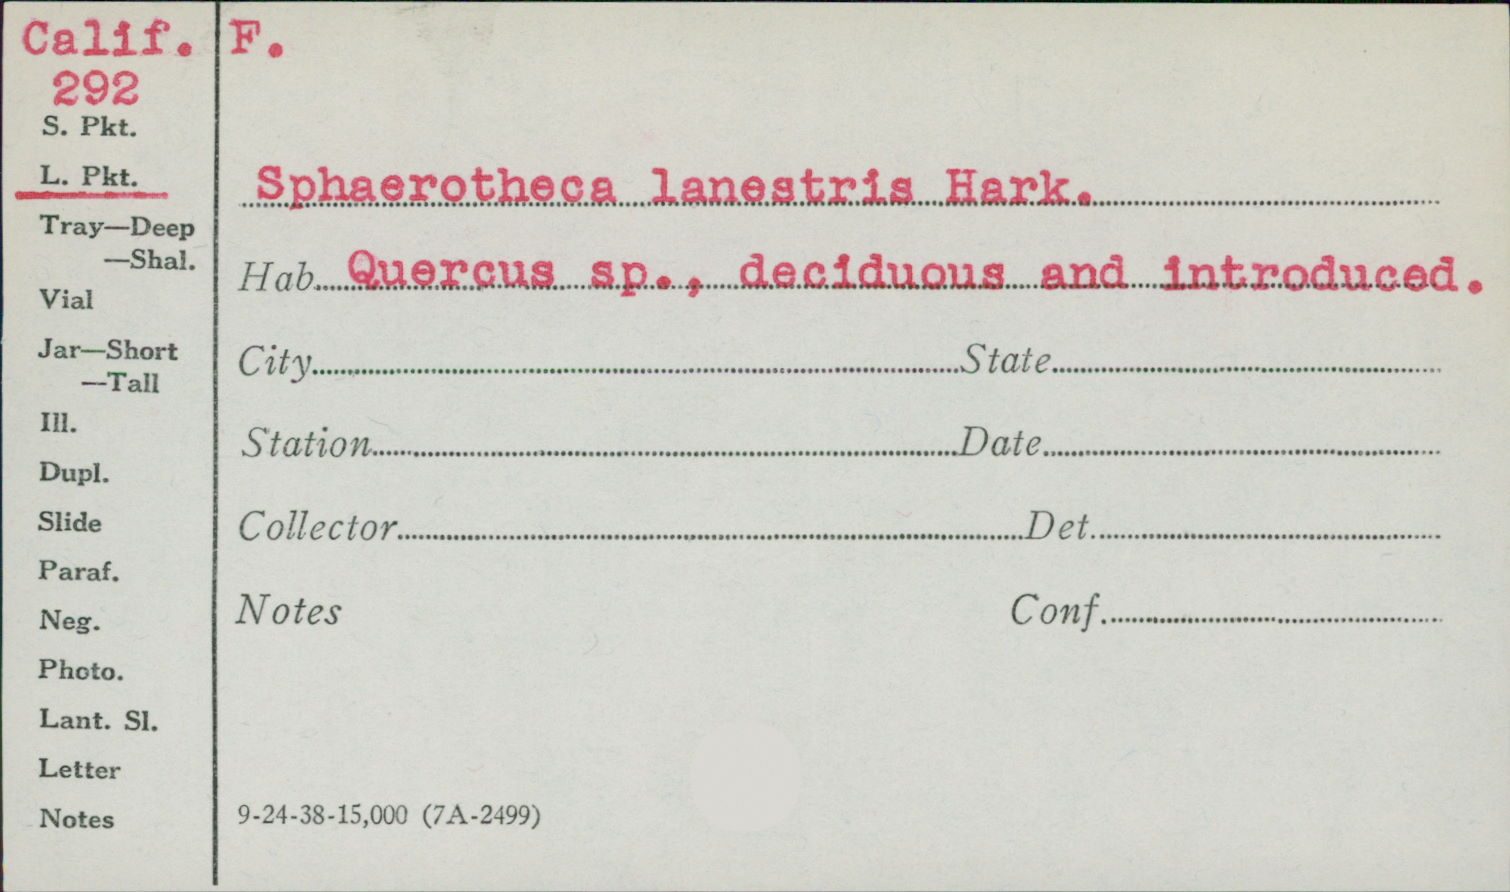 Calif. F.
292
S. Pkt.
L. Pkt.
Tray—Deep
—Shal.
Vial
Jar—Short
—Tall
Ill.
Dupl.
Slide
Paraf.
Neg.
Photo.
Lant. Sl.
Letter
Notes
Sphaerotheca lanestris Hark.
Hab. Quercus sp., deciduous and introduced.
City State
Station Date
Collector Det.
Notes Conf.
9-24-38-15,000 (7A-2499)